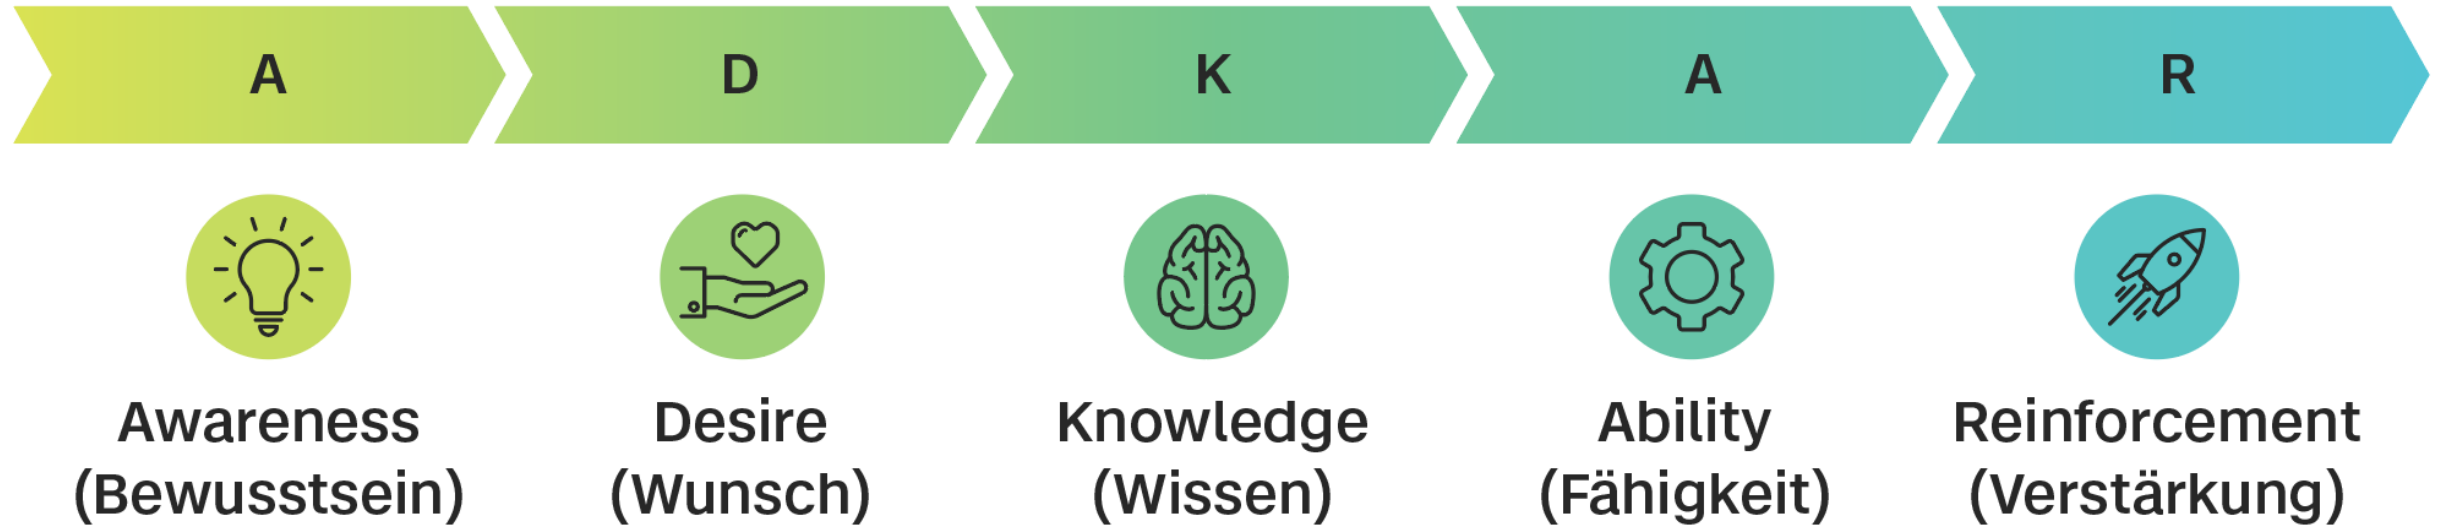 A
D
K
A
R
Awareness
(Bewusstsein)
Desire
(Wunsch)
Knowledge
(Wissen)
Ability
(Fähigkeit)
Reinforcement
(Verstärkung)